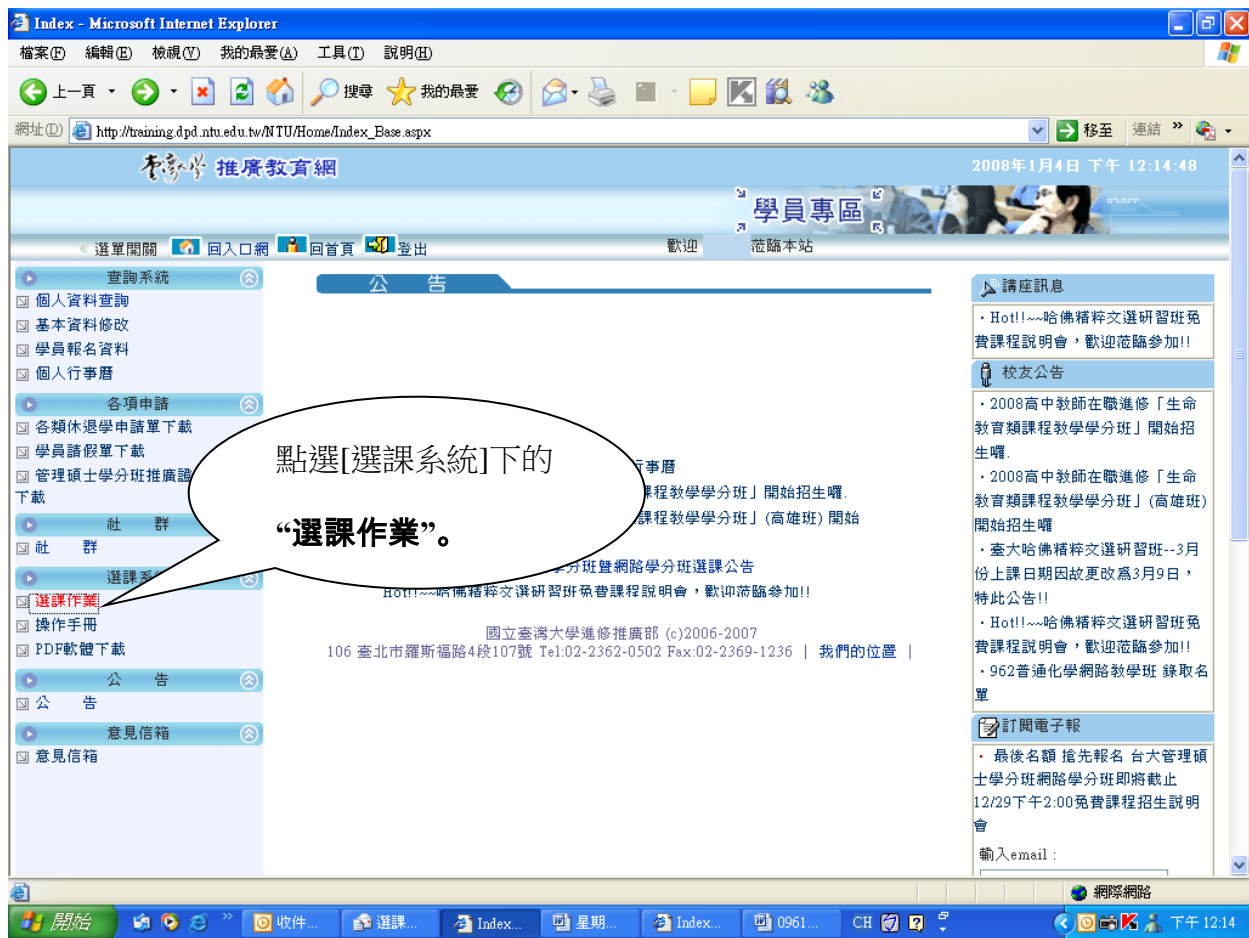 Index - Microsoft Internet Explorer
檔案(F) 編輯(E) 檢視(V) 我的最愛(A) 工具(T) 說明(H)
上一頁 搜尋 我的最愛
網址(D) http://training.dpd.ntu.edu.tw/NTU/Home/Index_Base.aspx 移至 連結 »
推廣教育網 2008年1月4日 下午 12:14:48
學員專區
選單開關 回入口網 回首頁 登出 歡迎 蒞臨本站
查詢系統
個人資料查詢
基本資料修改
學員報名資料
個人行事曆
各項申請
各類休退學申請單下載
學員請假單下載
管理碩士學分班推廣證
下載
社 群
社 群
選課系
選課作業
操作手冊
PDF軟體下載
公 告
公 告
意見信箱
意見信箱
公 告
點選[選課系統]下的
“選課作業”。
行事曆
課程教學學分班」開始招生囉.
課程教學學分班」(高雄班) 開始
學分班暨網路學分班選課公告
Hot!!~~哈佛精粹文選研習班免費課程說明會，歡迎蒞臨參加!!
國立臺灣大學進修推廣部 (c)2006-2007
106 臺北市羅斯福路4段107號 Tel:02-2362-0502 Fax:02-2369-1236 | 我們的位置 |
講座訊息
‧Hot!!~~哈佛精粹文選研習班免
費課程說明會，歡迎蒞臨參加!!
校友公告
‧2008高中教師在職進修「生命
教育類課程教學學分班」開始招
生囉.
‧2008高中教師在職進修「生命
教育類課程教學學分班」(高雄班)
開始招生囉
‧臺大哈佛精粹文選研習班--3月
份上課日期因故更改為3月9日，
特此公告!!
‧Hot!!~~哈佛精粹文選研習班免
費課程說明會，歡迎蒞臨參加!!
‧962普通化學網路教學班 錄取名
單
訂閱電子報
‧ 最後名額 搶先報名 台大管理碩
士學分班網路學分班即將截止
12/29下午2:00免費課程招生說明
會
輸入email :
網際網路
開始 » 收件... 選課... Index... 星期... Index... 0961... CH 下午 12:14